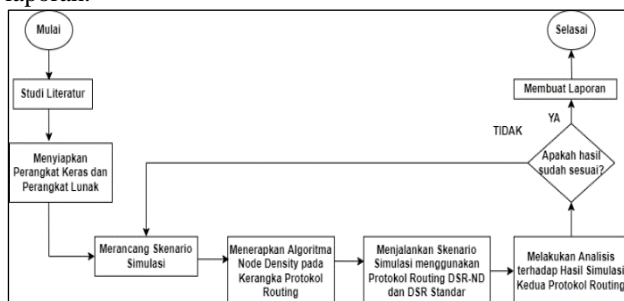 laporan.
Mulai
Studi Literatur
Menyiapkan
Perangkat Keras dan
Perangkat Lunak
Merancang Skenario
Simulasi
Menerapkan Algoritma
Node Density pada
Kerangka Protokol
Routing
Menjalankan Skenario
Simulasi menggunakan
Protokol Routing DSR-ND
dan DSR Standar
Melakukan Analisis
terhadap Hasil Simulasi
Kedua Protokol Routing
Apakah hasil
sudah sesuai?
TIDAK
YA
Membuat Laporan
Selasai